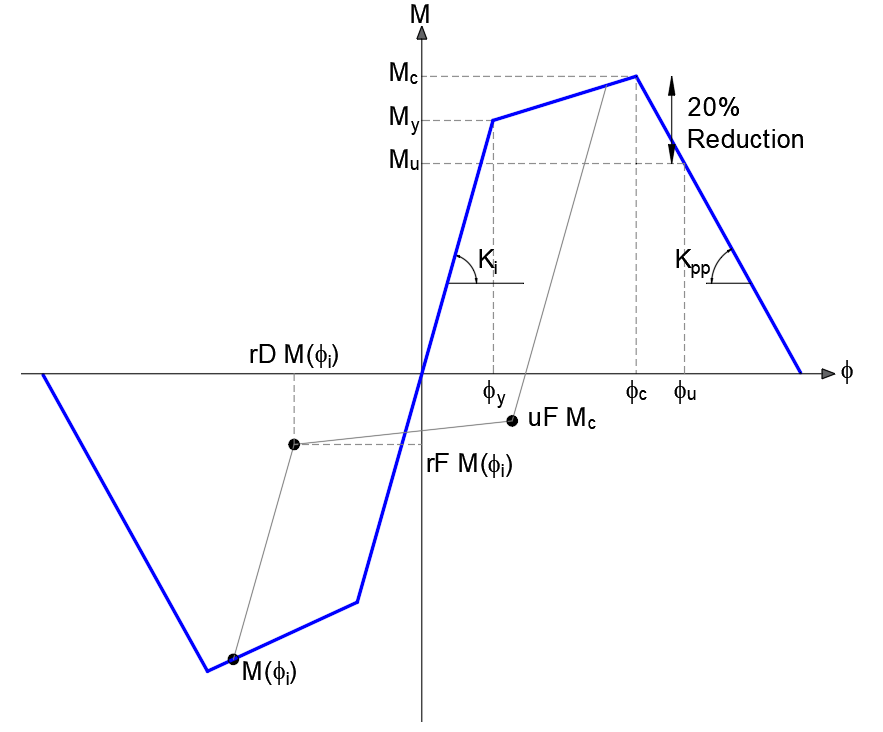 M
Mc
My
Mu
20%
Reduction
Ki
Kpp
rD M(ϕi)
ϕ
ϕy
ϕc
ϕu
uF Mc
rF M(ϕi)
M(ϕi)